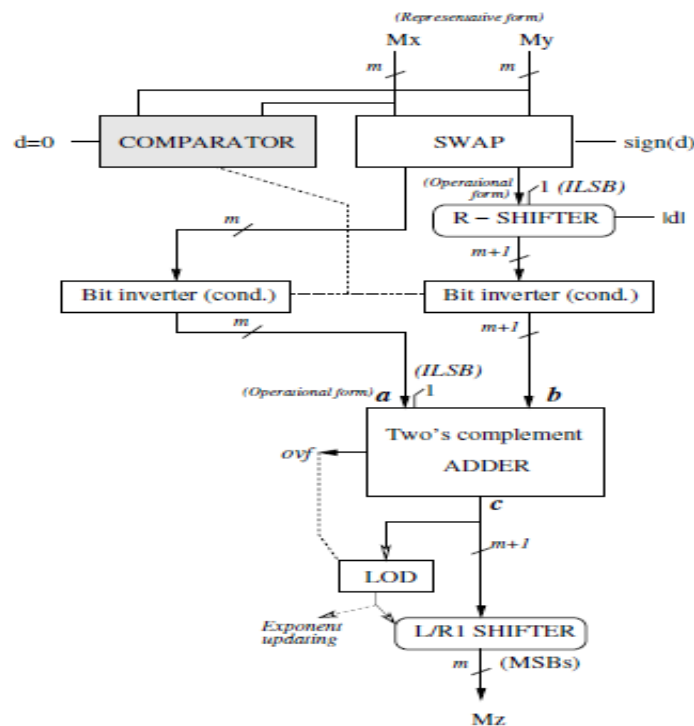 (Representative form)
Mx My
m m
d=0 COMPARATOR SWAP sign(d)
(Operational
form)
1 (ILSB)
R – SHIFTER |d|
m
m+1
Bit inverter (cond.) Bit inverter (cond.)
m m+1
(ILSB)
(Operational form) a 1 b
Two's complement
ADDER
ovf
c
m+1
LOD
Exponent
updating
L/R1 SHIFTER
m (MSBs)
Mz